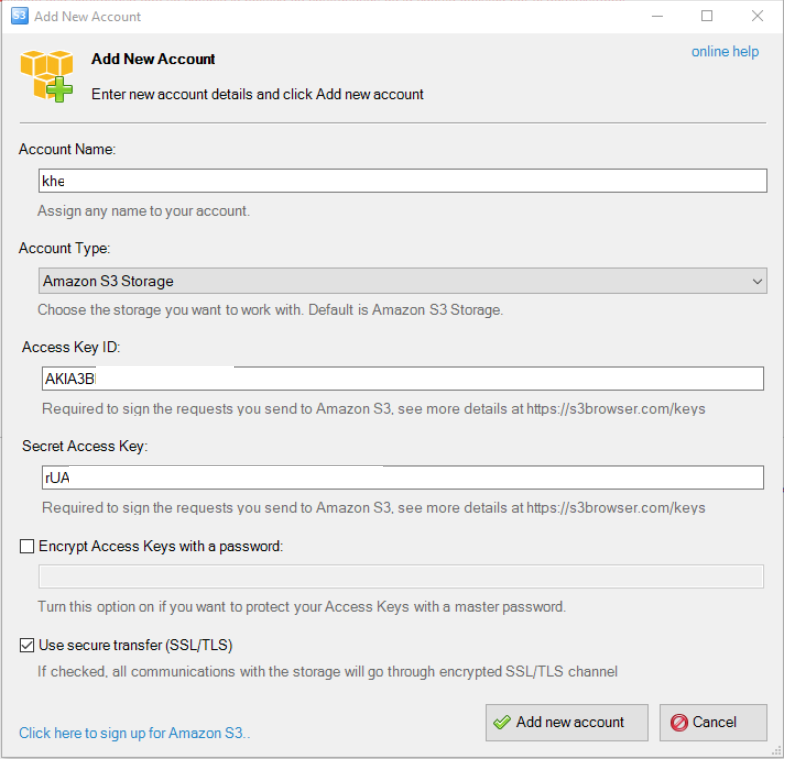 S3 Add New Account
Add New Account
online help
Enter new account details and click Add new account
Account Name:
khe
Assign any name to your account.
Account Type:
Amazon S3 Storage
Choose the storage you want to work with. Default is Amazon S3 Storage.
Access Key ID:
AKIA3B
Required to sign the requests you send to Amazon S3, see more details at https://s3browser.com/keys
Secret Access Key:
rUA
Required to sign the requests you send to Amazon S3, see more details at https://s3browser.com/keys
Encrypt Access Keys with a password:
Turn this option on if you want to protect your Access Keys with a master password.
Use secure transfer (SSL/TLS)
If checked, all communications with the storage will go through encrypted SSL/TLS channel
Click here to sign up for Amazon S3..
Add new account
Cancel